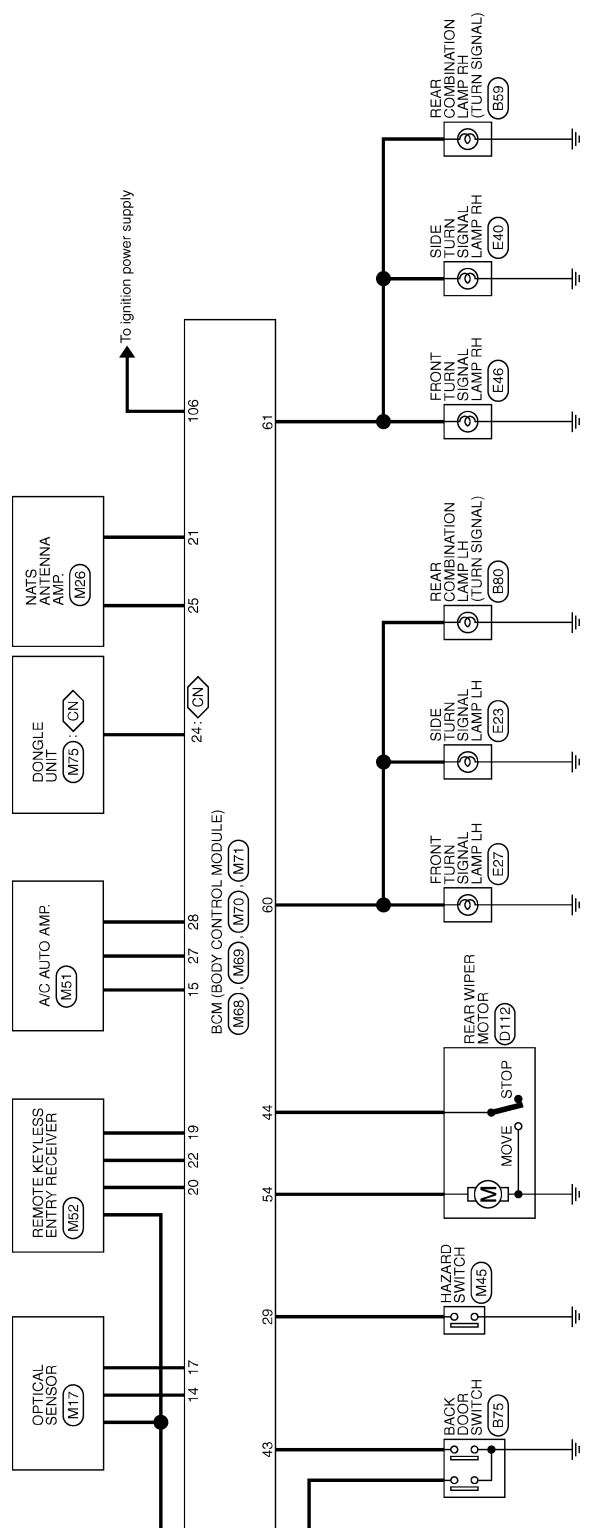 REAR
COMBINATION
LAMP RH
(TURN SIGNAL)
B59
SIDE
TURN
SIGNAL
LAMP RH
E40
FRONT
TURN
SIGNAL
LAMP RH
E46
To ignition power supply
106
61
NATS
ANTENNA
AMP.
M26
21
25
REAR
COMBINATION
LAMP LH
(TURN SIGNAL)
B80
DONGLE
UNIT
M75 : CN
24 : CN
SIDE
TURN
SIGNAL
LAMP LH
E23
FRONT
TURN
SIGNAL
LAMP LH
E27
60
A/C AUTO AMP.
M51
28
27
15
BCM (BODY CONTROL MODULE)
M68 , M69 , M70 , M71
REAR WIPER
MOTOR
D112
STOP
MOVE
M
44
54
REMOTE KEYLESS
ENTRY RECEIVER
M52
19
22
20
HAZARD
SWITCH
M45
29
OPTICAL
SENSOR
M17
17
14
BACK
DOOR
SWITCH
B75
43